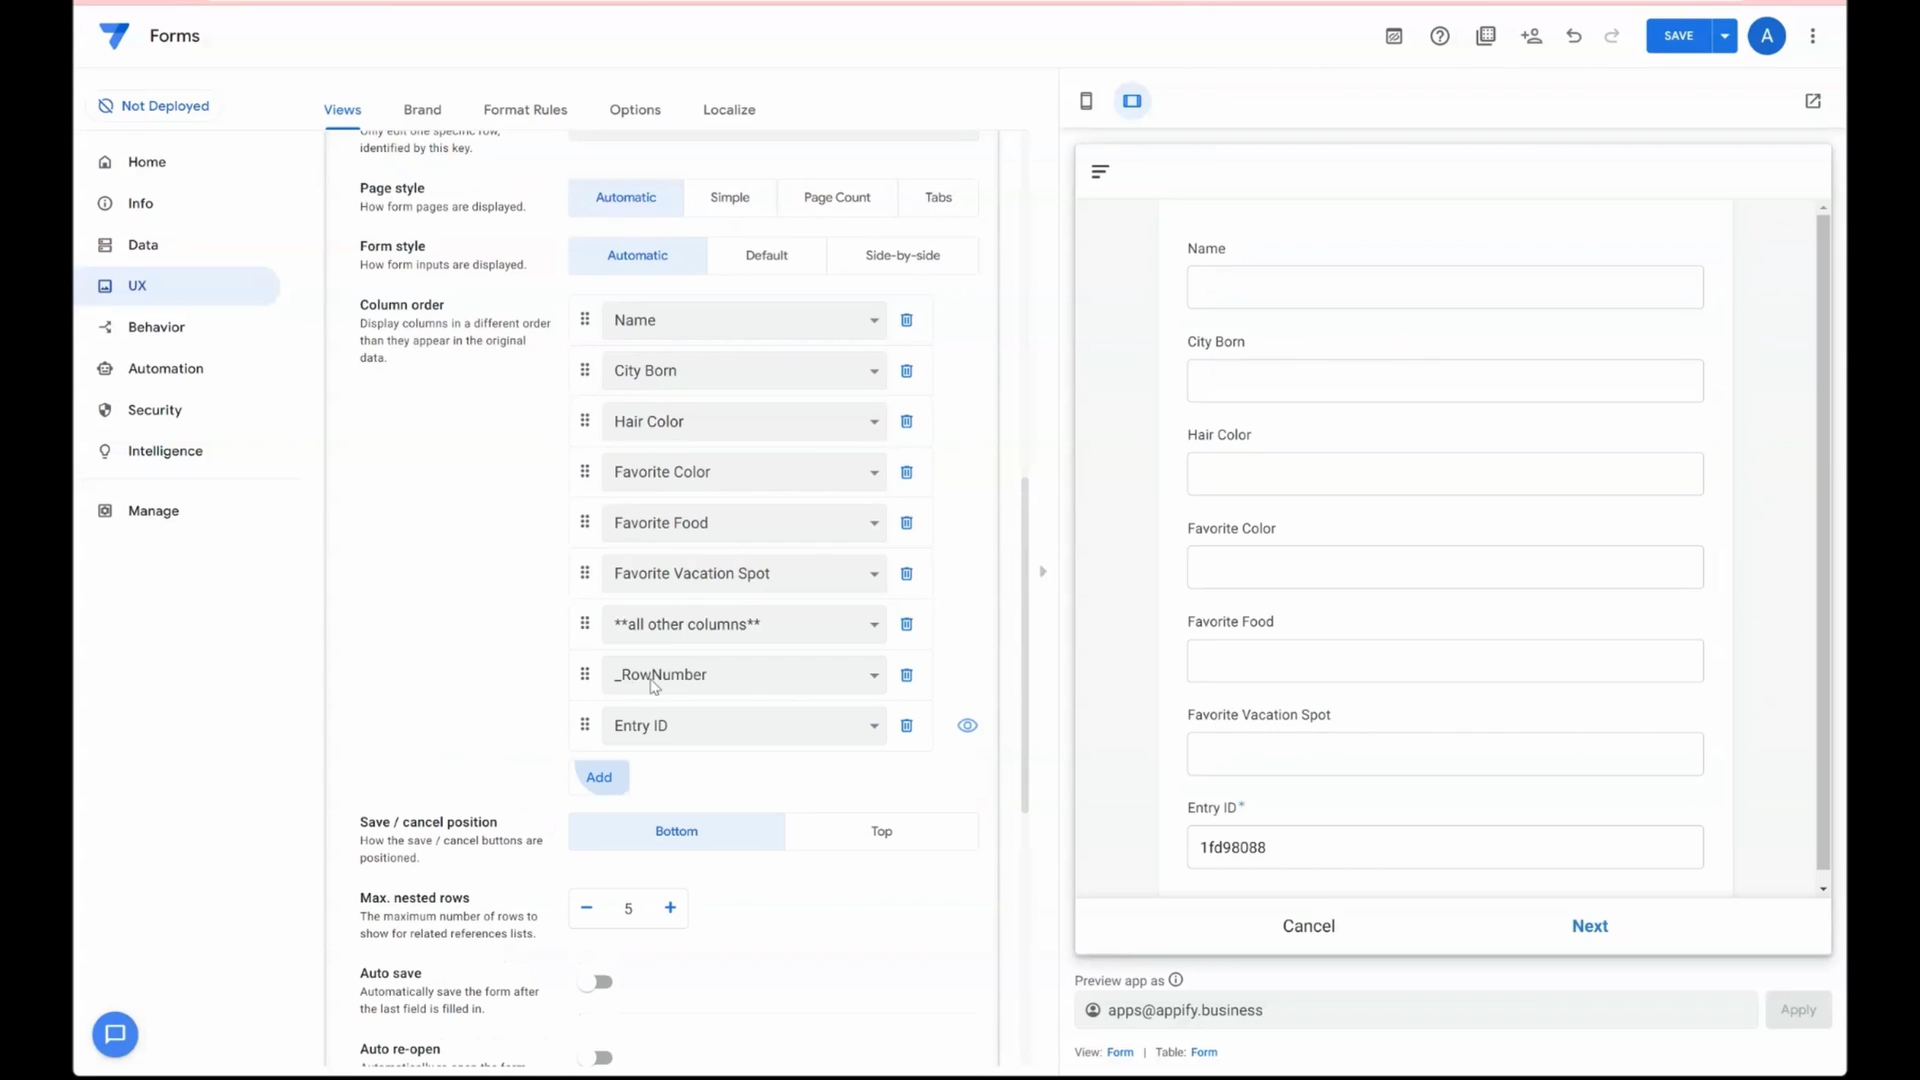 Forms
SAVE
A
Not Deployed
Views
Brand
Format Rules
Options
Localize
Home
Info
Data
UX
Behavior
Automation
Security
Intelligence
Manage
Only edit one specific row,
identified by this key.
Page style
How form pages are displayed.
Automatic
Simple
Page Count
Tabs
Form style
How form inputs are displayed.
Automatic
Default
Side-by-side
Column order
Display columns in a different order
than they appear in the original
data.
Name
City Born
Hair Color
Favorite Color
Favorite Food
Favorite Vacation Spot
**all other columns**
_RowNumber
Entry ID
Add
Save / cancel position
How the save / cancel buttons are
positioned.
Bottom
Top
Max. nested rows
The maximum number of rows to
show for related references lists.
5
Auto save
Automatically save the form after
the last field is filled in.
Auto re-open
Name
City Born
Hair Color
Favorite Color
Favorite Food
Favorite Vacation Spot
Entry ID*
1fd98088
Cancel
Next
Preview app as
apps@appify.business
Apply
View: Form | Table: Form